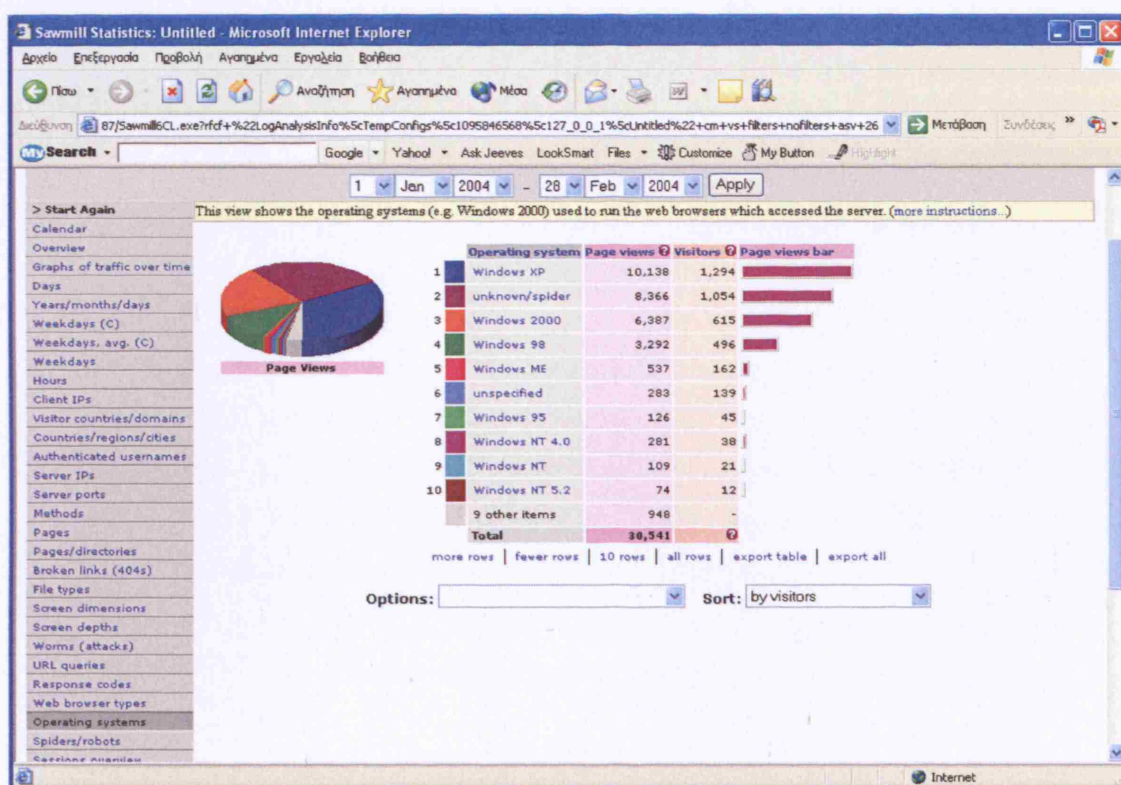 Sawmill Statistics: Untitled - Microsoft Internet Explorer
Αρχείο Επεξεργασία Προβολή Αγαπημένα Εργαλεία Βοήθεια
Πίσω Αναζήτηση Αγαπημένα Μέσα
Διεύθυνση 87/Sawmill6CL.exe?rfcf+%22LogAnalysisInfo%5cTempConfigs%5c1095846568%5c127_0_0_1%5cUntitled%22+cm+vs+filters+nofilters+asv+26 Μετάβαση Συνδέσεις »
My Search Google Yahoo! Ask Jeeves LookSmart Files Customize My Button Highlight
1 Jan 2004 - 28 Feb 2004 Apply
> Start Again
This view shows the operating systems (e.g. Windows 2000) used to run the web browsers which accessed the server. (more instructions...)
Calendar
Overview
Graphs of traffic over time
Days
Years/months/days
Weekdays (C)
Weekdays, avg. (C)
Weekdays
Hours
Client IPs
Visitor countries/domains
Countries/regions/cities
Authenticated usernames
Server IPs
Server ports
Methods
Pages
Pages/directories
Broken links (404s)
File types
Screen dimensions
Screen depths
Worms (attacks)
URL queries
Response codes
Web browser types
Operating systems
Spiders/robots
Sessions overview
Page Views
Operating system Page views ? Visitors ? Page views bar
1 Windows XP 10,138 1,294
2 unknown/spider 8,366 1,054
3 Windows 2000 6,387 615
4 Windows 98 3,292 496
5 Windows ME 537 162
6 unspecified 283 139
7 Windows 95 126 45
8 Windows NT 4.0 281 38
9 Windows NT 109 21
10 Windows NT 5.2 74 12
9 other items 948 -
Total 30,541 ?
more rows | fewer rows | 10 rows | all rows | export table | export all
Options: Sort: by visitors
Internet